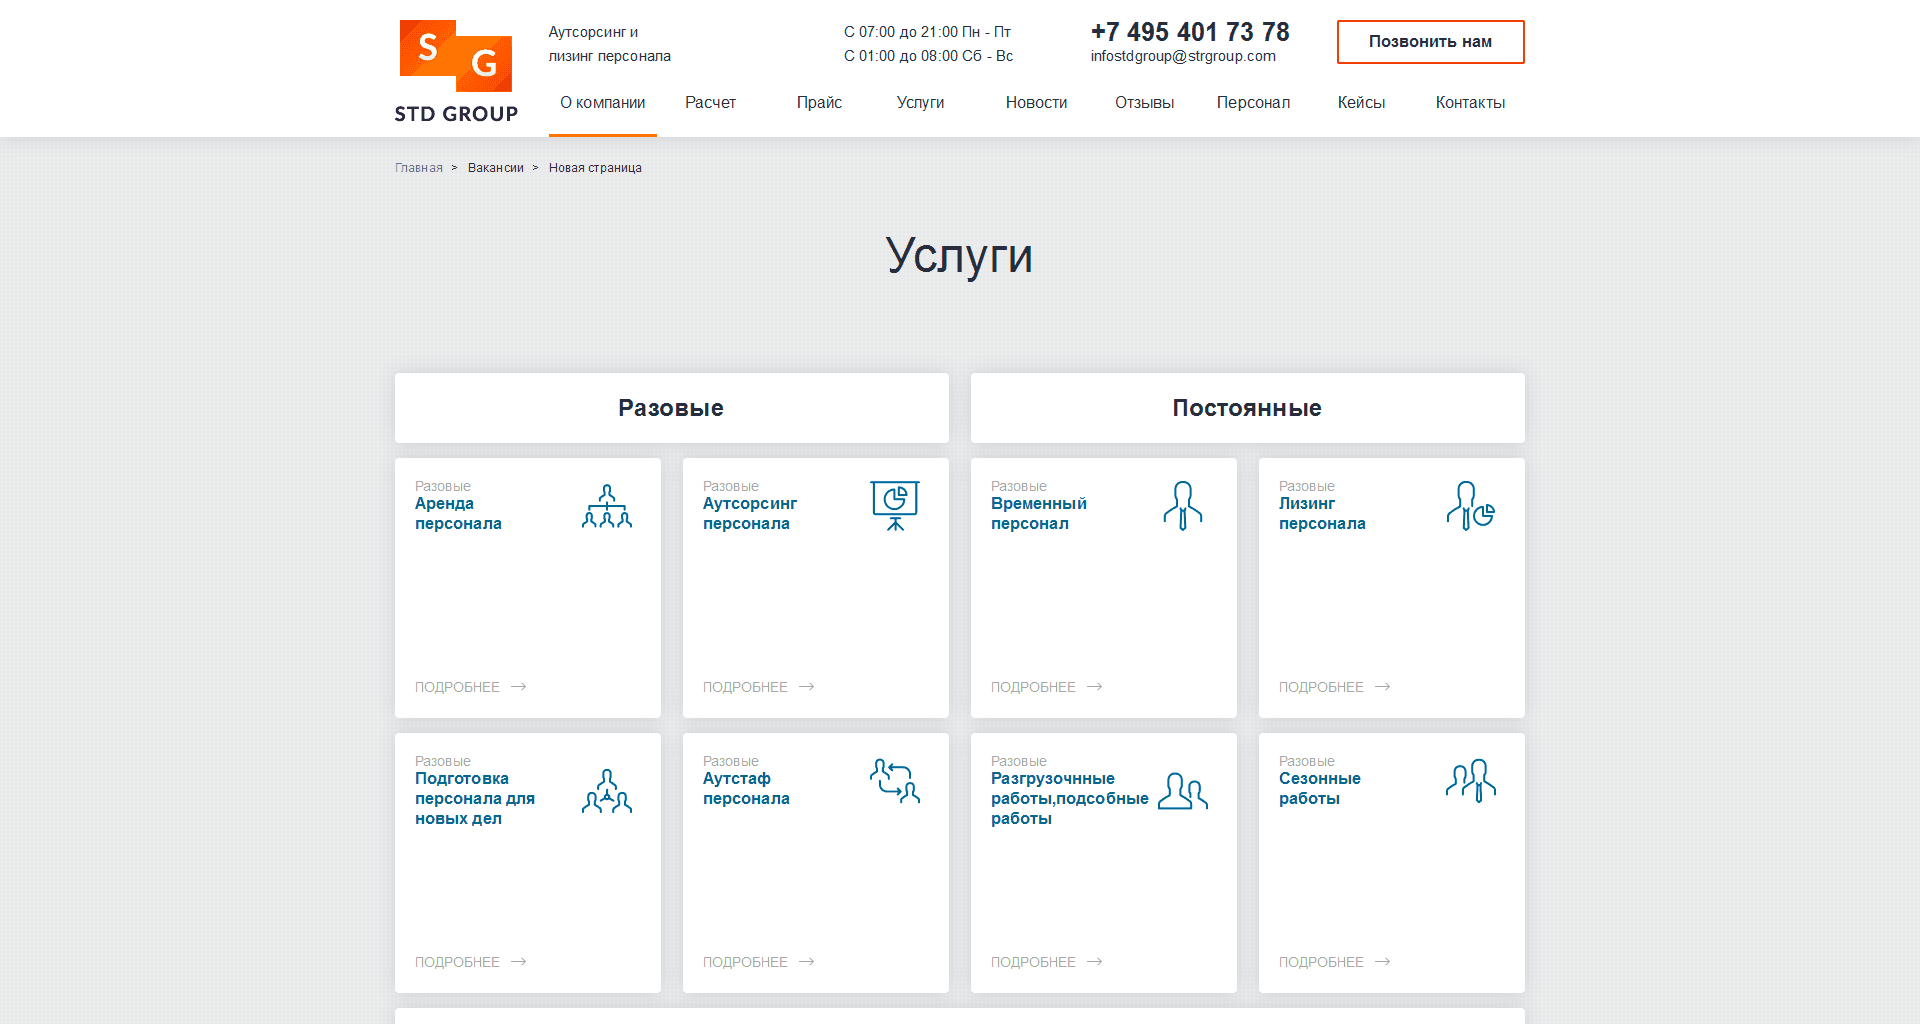 S
G
STD GROUP
Аутсорсинг и
лизинг персонала
С 07:00 до 21:00 Пн - Пт
С 01:00 до 08:00 Сб - Вс
+7 495 401 73 78
infostdgroup@strgroup.com
Позвонить нам
О компании Расчет Прайс Услуги Новости Отзывы Персонал Кейсы Контакты
Главная > Вакансии > Новая страница
Услуги
Разовые
Постоянные
Разовые
Аренда
персонала
ПОДРОБНЕЕ
Разовые
Аутсорсинг
персонала
ПОДРОБНЕЕ
Разовые
Временный
персонал
ПОДРОБНЕЕ
Разовые
Лизинг
персонала
ПОДРОБНЕЕ
Разовые
Подготовка
персонала для
новых дел
ПОДРОБНЕЕ
Разовые
Аутстаф
персонала
ПОДРОБНЕЕ
Разовые
Разгрузочнные
работы,подсобные
работы
ПОДРОБНЕЕ
Разовые
Сезонные
работы
ПОДРОБНЕЕ